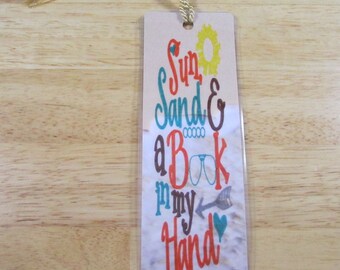 Sun
Sand &
a Book
in my
Hand